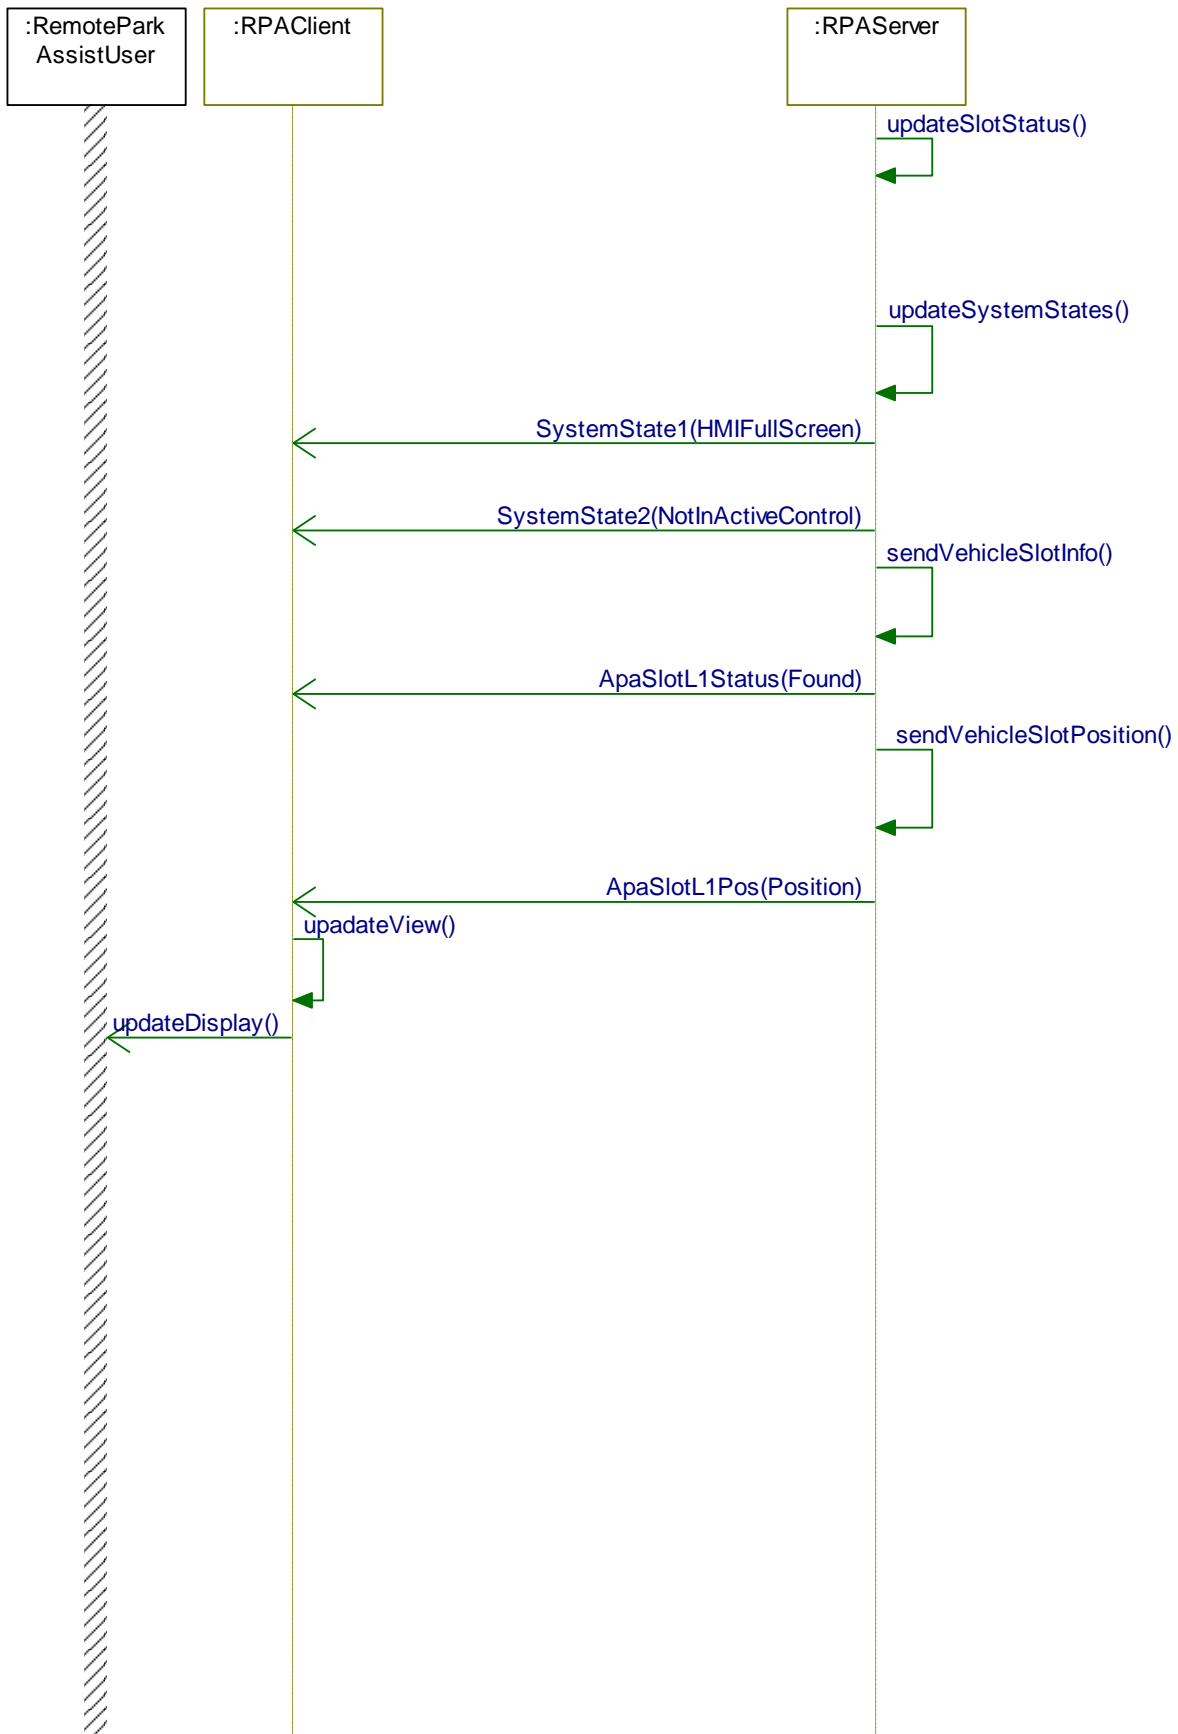 :RemotePark
AssistUser
:RPAClient
:RPAServer
updateSlotStatus()
updateSystemStates()
SystemState1(HMIFullScreen)
SystemState2(NotInActiveControl)
sendVehicleSlotInfo()
ApaSlotL1Status(Found)
sendVehicleSlotPosition()
ApaSlotL1Pos(Position)
upadateView()
updateDisplay()